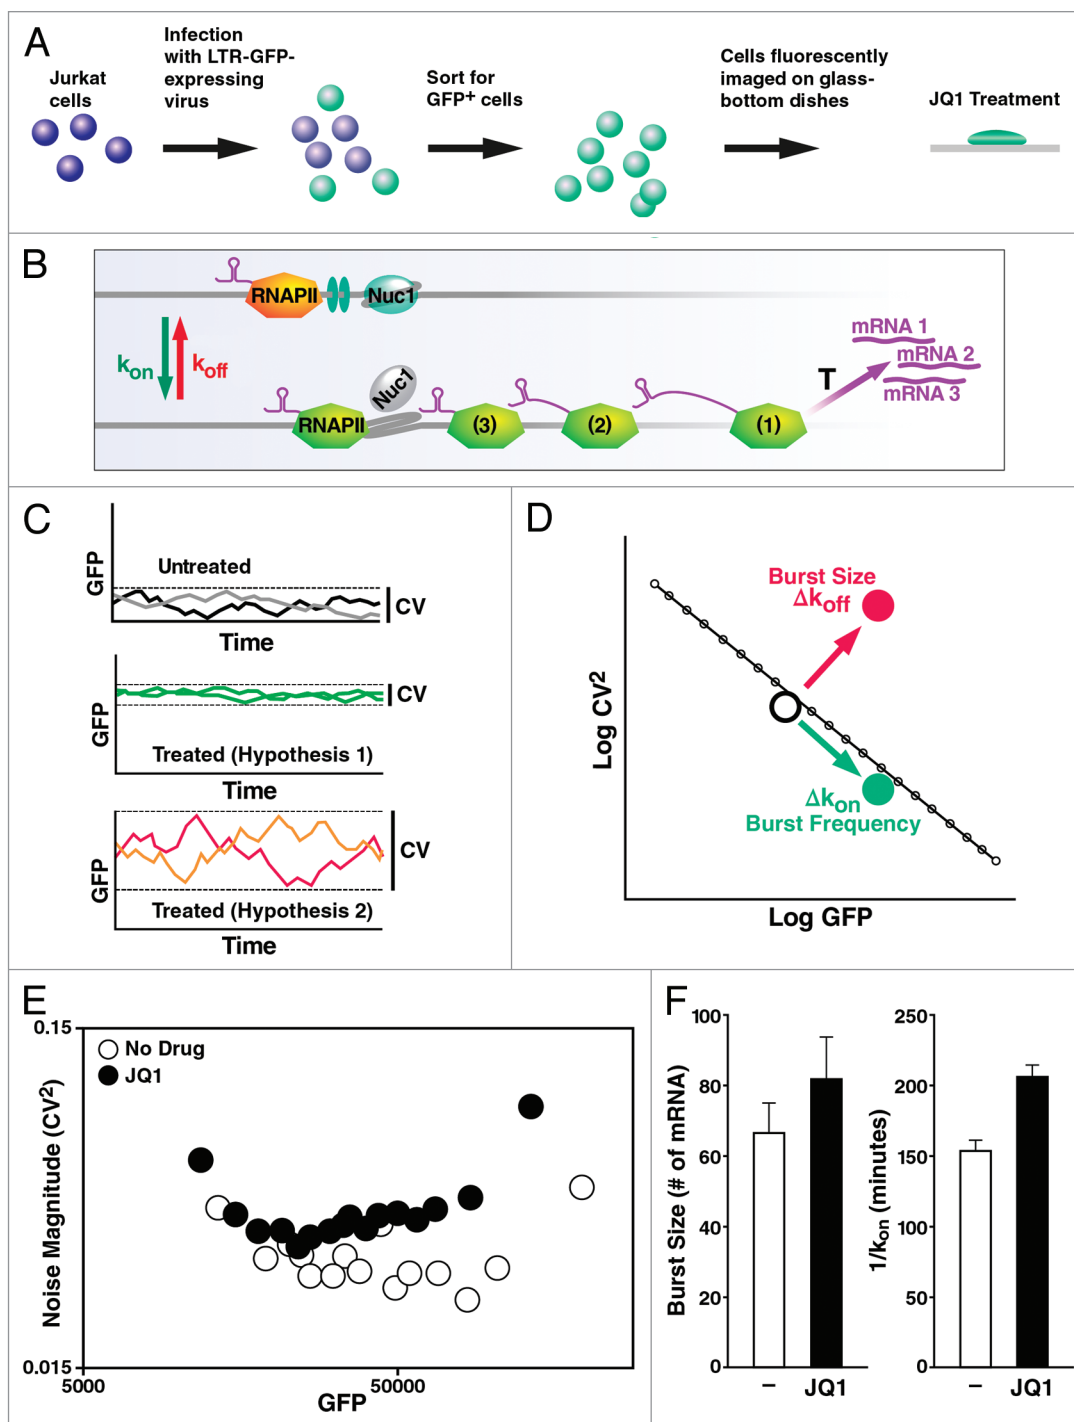 A
Jurkat
cells
Infection
with LTR-GFP-
expressing
virus
Sort for
GFP+ cells
Cells fluorescently
imaged on glass-
bottom dishes
JQ1 Treatment
B
RNAPII
Nuc1
kon
koff
RNAPII
Nuc1
(3)
(2)
(1)
T
mRNA 1
mRNA 2
mRNA 3
C
GFP
Untreated
CV
Time
GFP
CV
Treated (Hypothesis 1)
Time
GFP
CV
Treated (Hypothesis 2)
Time
D
Log CV2
Burst Size
Δkoff
Δkon
Burst Frequency
Log GFP
E
Noise Magnitude (CV2)
0.15
No Drug
JQ1
0.015
5000
50000
GFP
F
Burst Size (# of mRNA)
100
80
60
40
20
0
–
JQ1
1/kon (minutes)
250
200
150
100
50
0
–
JQ1